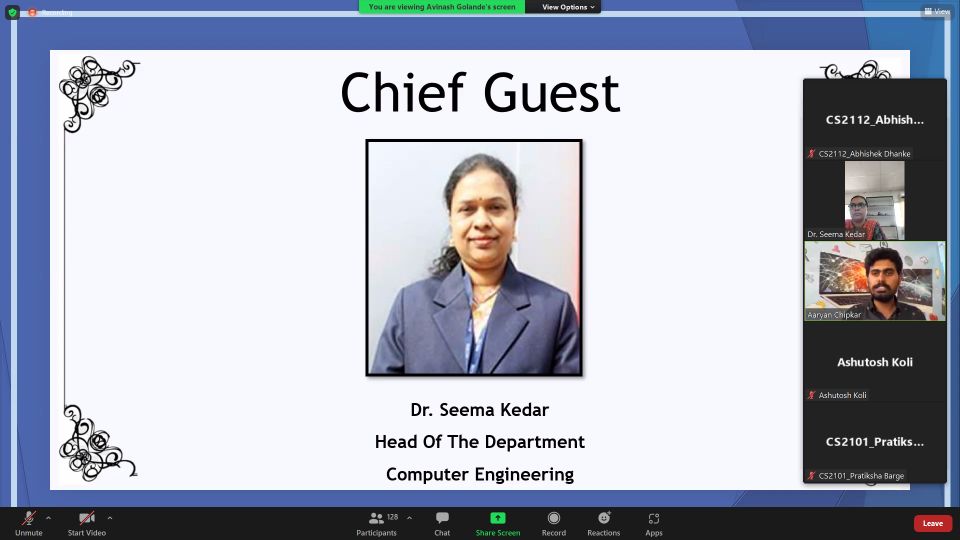 Recording
You are viewing Avinash Golande's screen
View Options
View
Chief Guest
Dr. Seema Kedar
Head Of The Department
Computer Engineering
CS2112_Abhish...
CS2112_Abhishek Dhanke
Dr. Seema Kedar
Aaryan Chipkar
Ashutosh Koli
Ashutosh Koli
CS2101_Pratiks...
CS2101_Pratiksha Barge
Unmute
Start Video
Participants
128
Chat
Share Screen
Record
Reactions
Apps
Leave